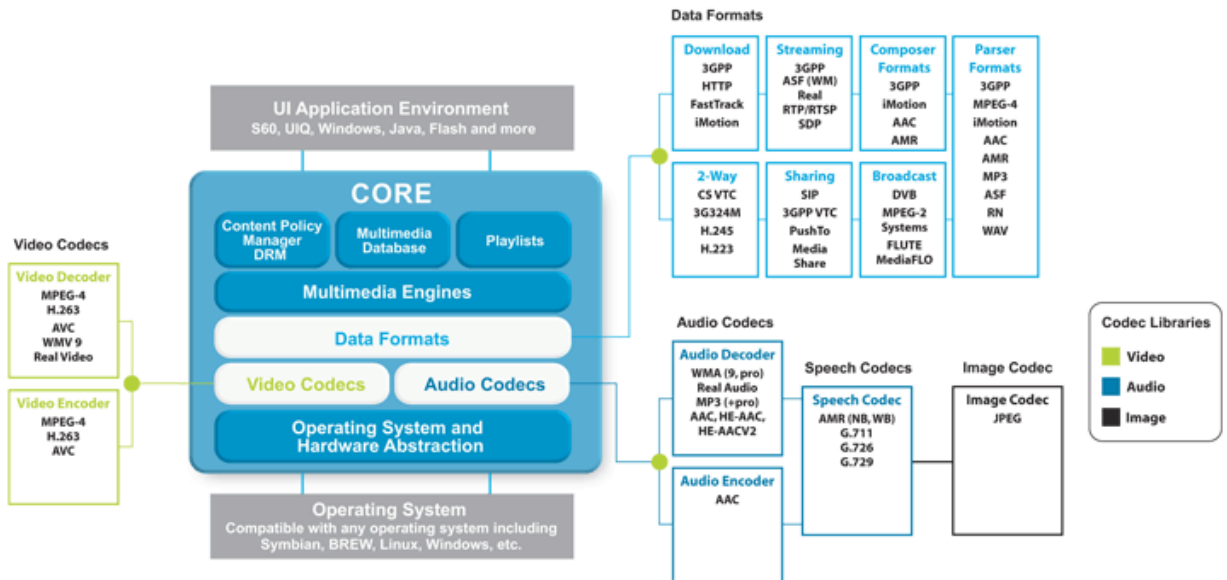 Data Formats
Download
3GPP
HTTP
FastTrack
iMotion
Streaming
3GPP
ASF (WM)
Real
RTP/RTSP
SDP
Composer
Formats
3GPP
iMotion
AAC
AMR
Parser
Formats
3GPP
MPEG-4
iMotion
AAC
AMR
MP3
ASF
RN
WAV
2-Way
CS VTC
3G324M
H.245
H.223
Sharing
SIP
3GPP VTC
PushTo
Media
Share
Broadcast
DVB
MPEG-2
Systems
FLUTE
MediaFLO
UI Application Environment
S60, UIQ, Windows, Java, Flash and more
CORE
Content Policy
Manager
DRM
Multimedia
Database
Playlists
Multimedia Engines
Data Formats
Video Codecs
Audio Codecs
Operating System and
Hardware Abstraction
Operating System
Compatible with any operating system including
Symbian, BREW, Linux, Windows, etc.
Video Codecs
Video Decoder
MPEG-4
H.263
AVC
WMV 9
Real Video
Video Encoder
MPEG-4
H.263
AVC
Audio Codecs
Audio Decoder
WMA (9, pro)
Real Audio
MP3 (+pro)
AAC, HE-AAC,
HE-AACV2
Audio Encoder
AAC
Speech Codecs
Speech Codec
AMR (NB, WB)
G.711
G.726
G.729
Image Codec
Image Codec
JPEG
Codec Libraries
Video
Audio
Image